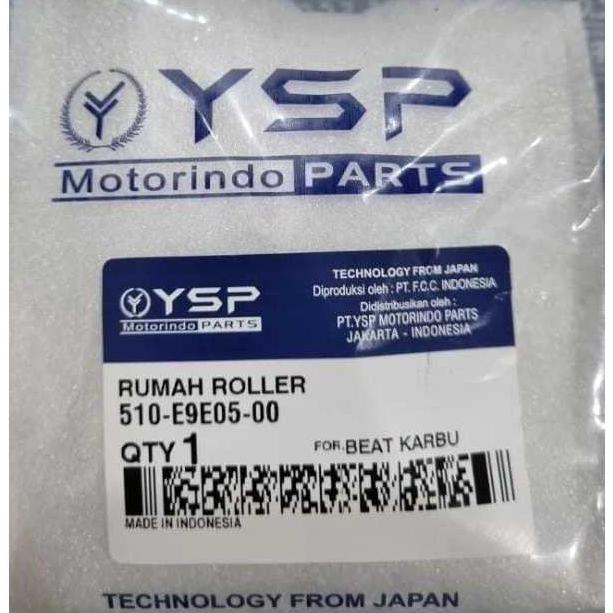 YSP
Motorindo PARTS
YSP
Motorindo PARTS
TECHNOLOGY FROM JAPAN
Diproduksi oleh : PT. F.C.C. INDONESIA
Didistribusikan oleh :
PT.YSP MOTORINDO PARTS
JAKARTA - INDONESIA
RUMAH ROLLER
510-E9E05-00
QTY 1
FOR. BEAT KARBU
MADE IN INDONESIA
TECHNOLOGY FROM JAPAN